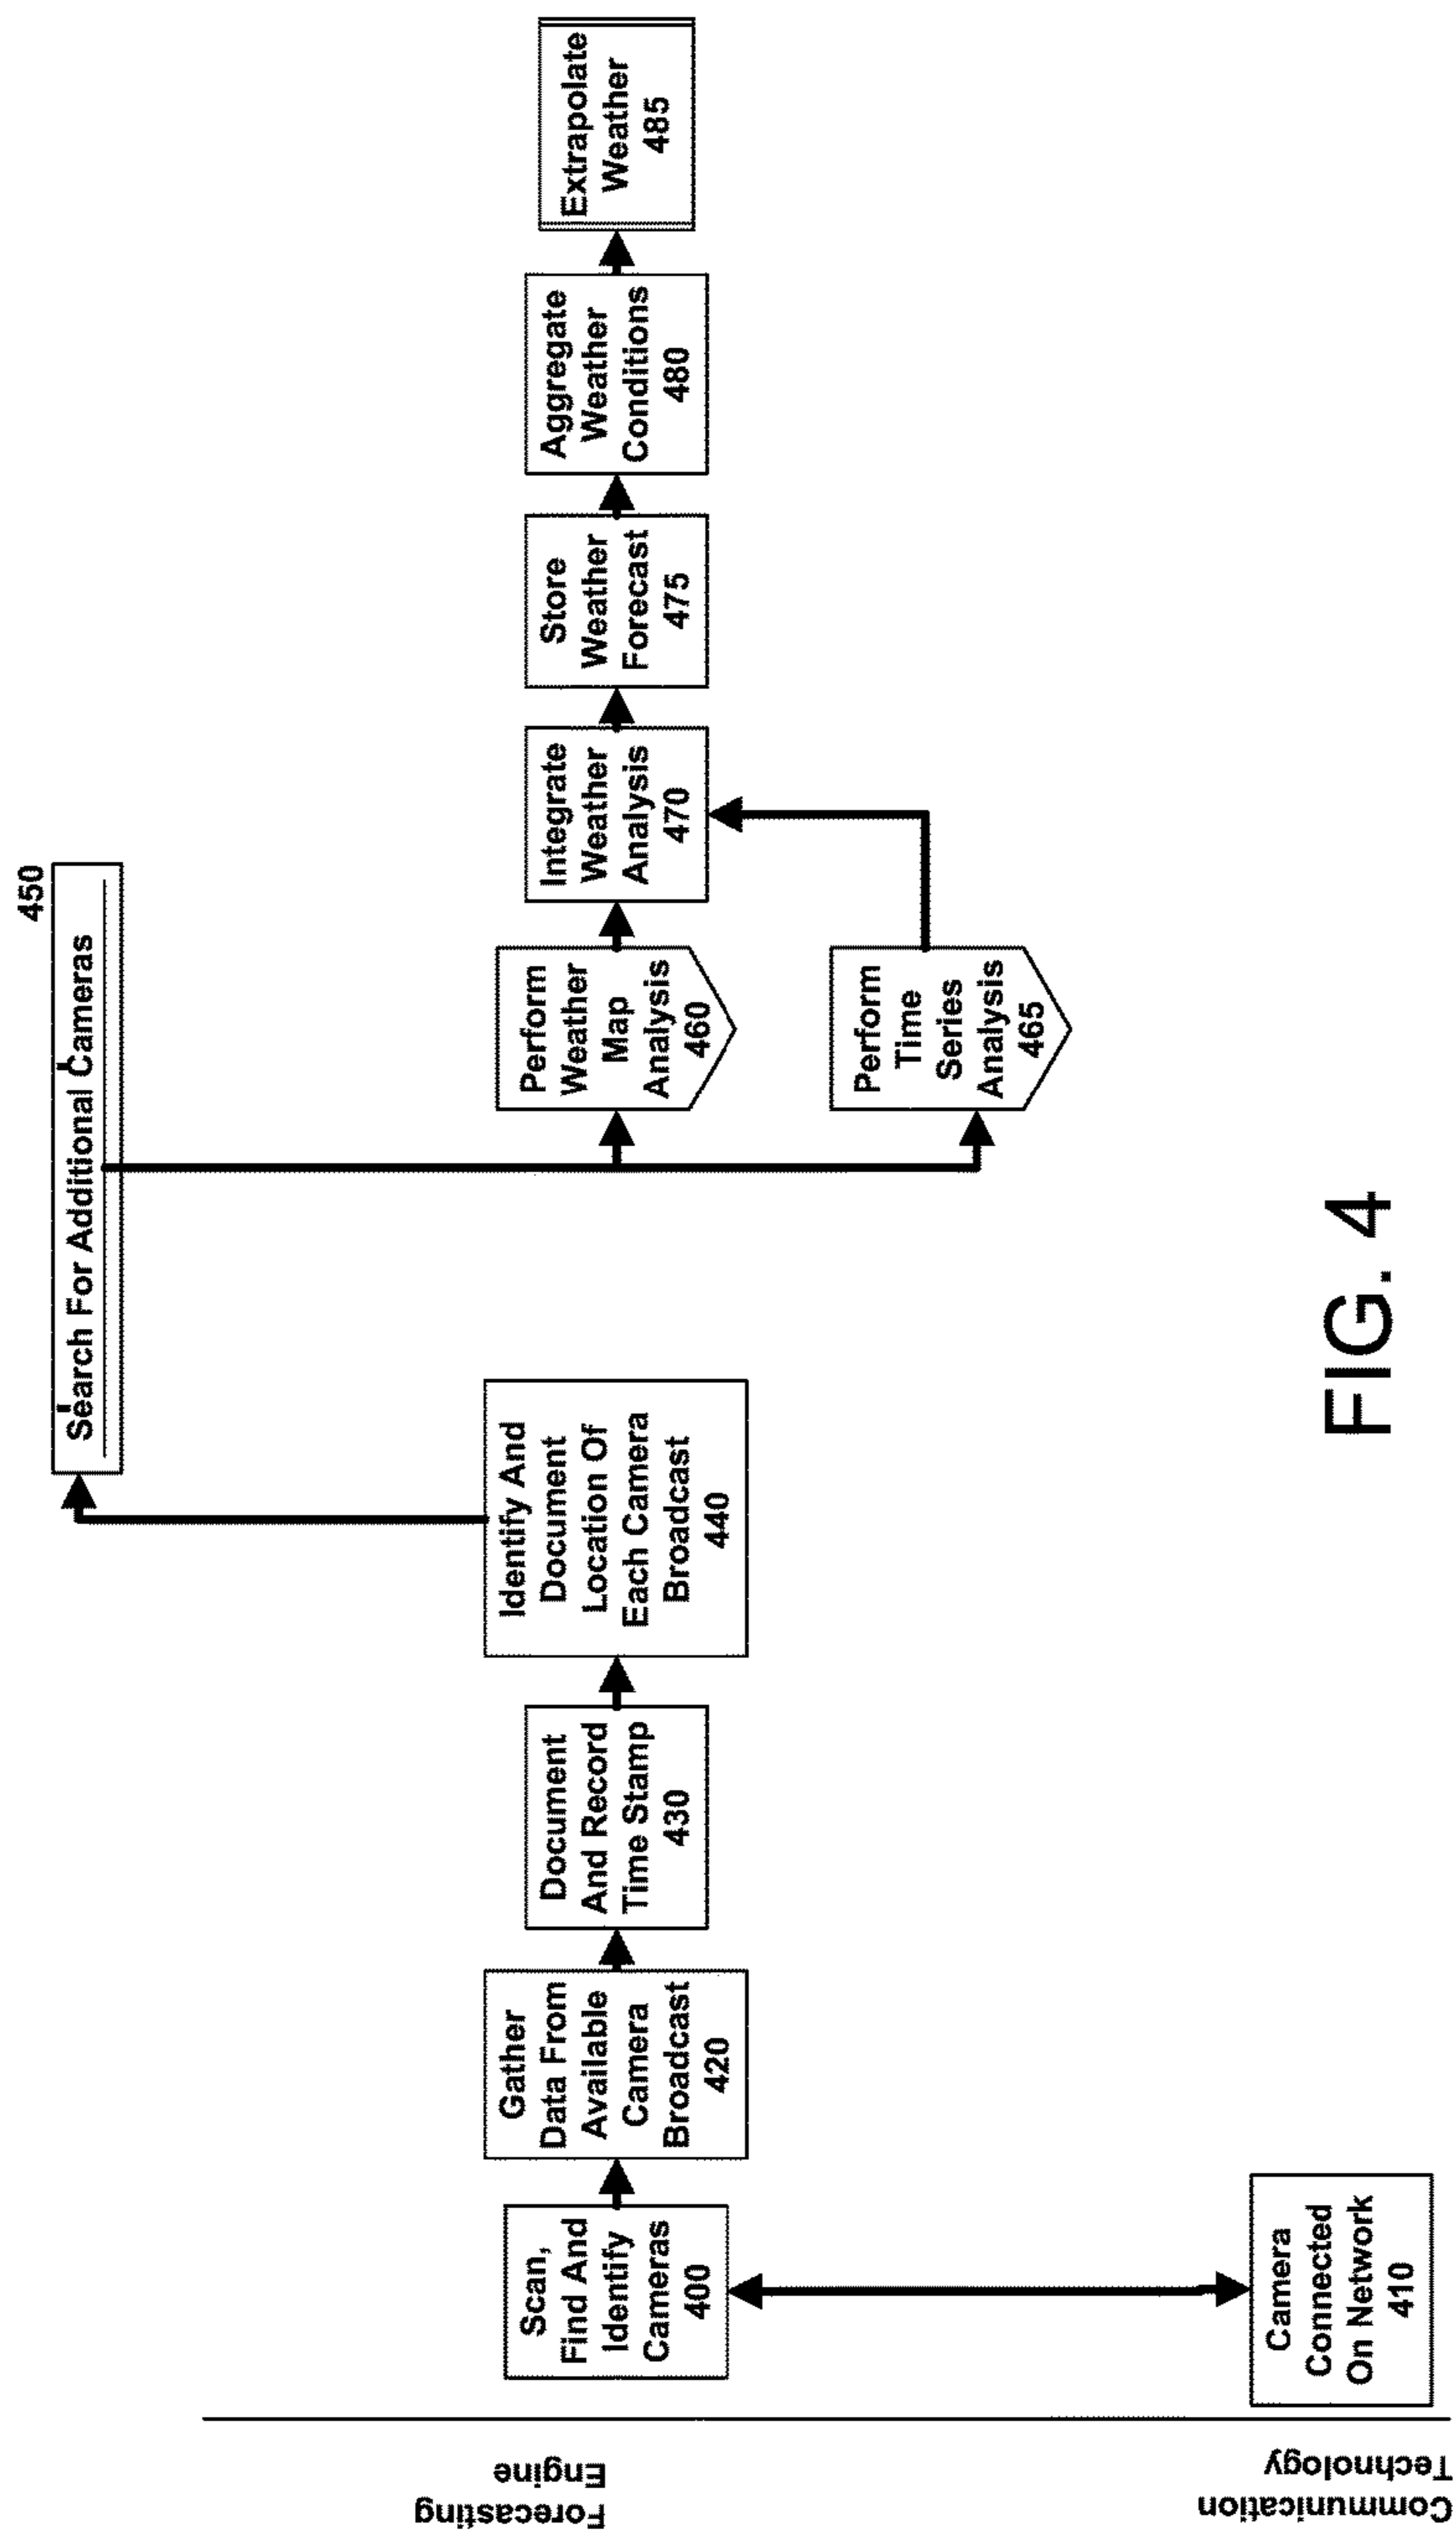 450
Search For Additional Cameras
Forecasting
Engine
Scan,
Find And
Identify
Cameras
400
Gather
Data From
Available
Camera
Broadcast
420
Document
And Record
Time Stamp
430
Identify And
Document
Location Of
Each Camera
Broadcast
440
Perform
Weather
Map
Analysis
460
Integrate
Weather
Analysis
470
Store
Weather
Forecast
475
Aggregate
Weather
Conditions
480
Extrapolate
Weather
485
Perform
Time
Series
Analysis
465
Communication
Technology
Camera
Connected
On Network
410
FIG. 4